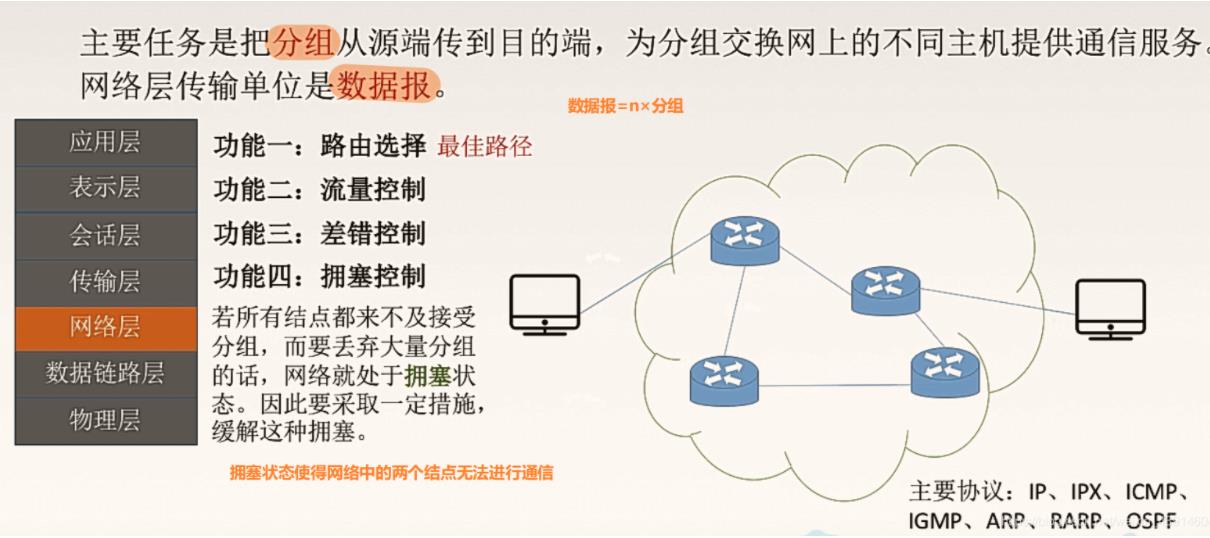 主要任务是把分组从源端传到目的端，为分组交换网上的不同主机提供通信服务。
网络层传输单位是数据报。
数据报=n×分组
应用层
表示层
会话层
传输层
网络层
数据链路层
物理层
功能一：路由选择 最佳路径
功能二：流量控制
功能三：差错控制
功能四：拥塞控制
若所有结点都来不及接受
分组，而要丢弃大量分组
的话，网络就处于拥塞状
态。因此要采取一定措施，
缓解这种拥塞。
拥塞状态使得网络中的两个结点无法进行通信
主要协议：IP、IPX、ICMP、
IGMP、ARP、RARP、OSPF